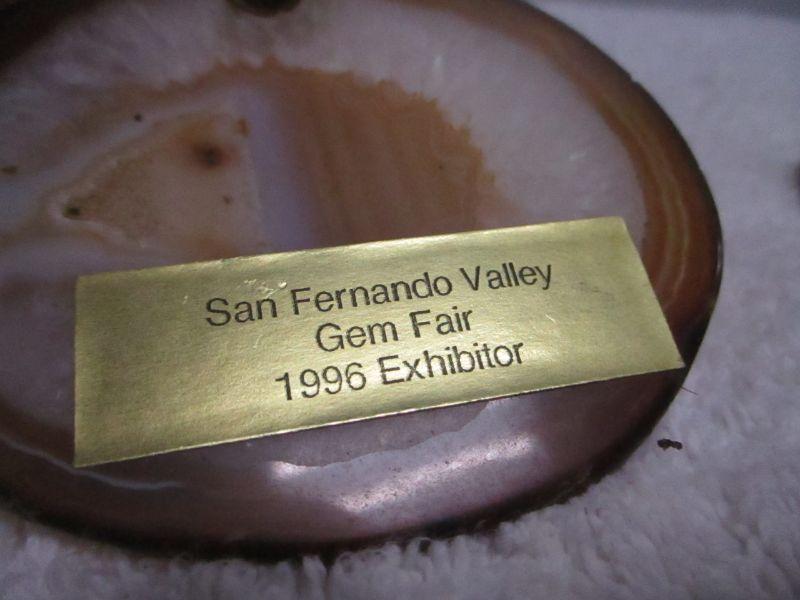 San Fernando Valley
Gem Fair
1996 Exhibitor